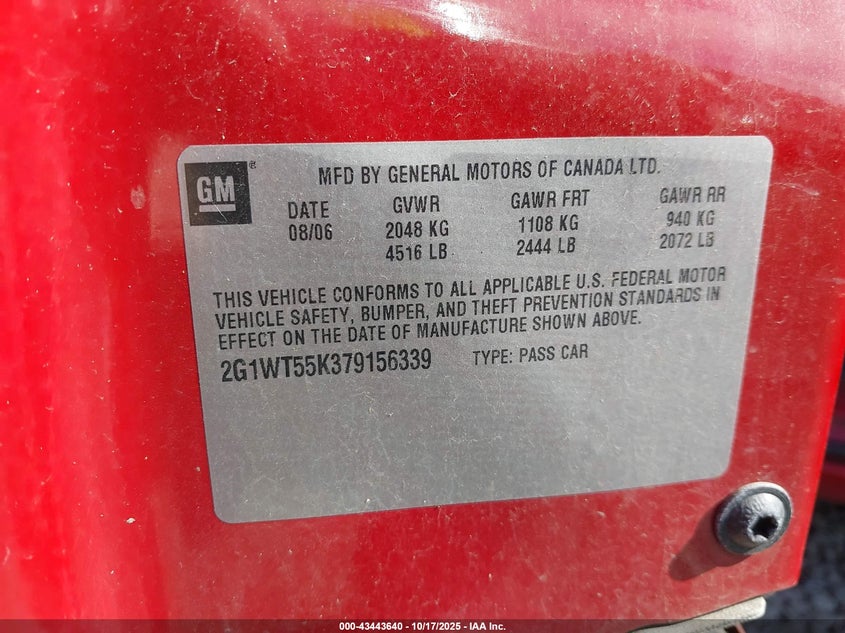 GM®
MFD BY GENERAL MOTORS OF CANADA LTD.
DATE GVWR GAWR FRT GAWR RR
08/06 2048 KG 1108 KG 940 KG
4516 LB 2444 LB 2072 LB
THIS VEHICLE CONFORMS TO ALL APPLICABLE U.S. FEDERAL MOTOR
VEHICLE SAFETY, BUMPER, AND THEFT PREVENTION STANDARDS IN
EFFECT ON THE DATE OF MANUFACTURE SHOWN ABOVE.
2G1WT55K379156339 TYPE: PASS CAR
000-43443640 - 10/17/2025 - IAA Inc.